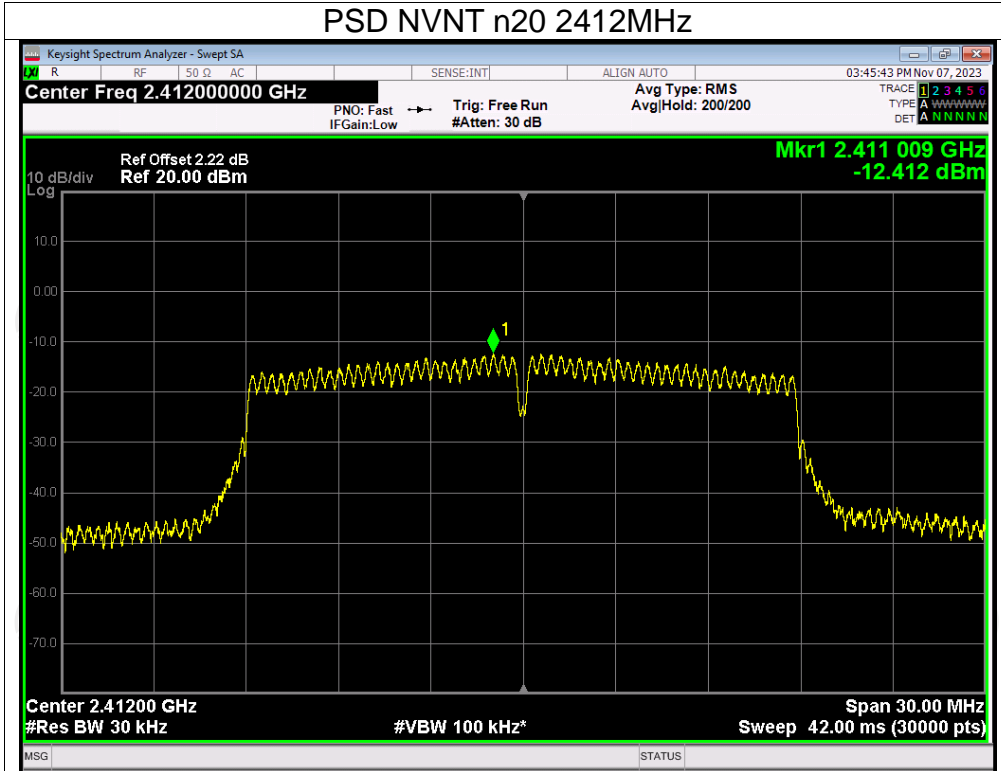 PSD NVNT n20 2412MHz
Keysight Spectrum Analyzer - Swept SA
LXI R RF 50 Ω AC SENSE:INT ALIGN AUTO 03:45:43 PM Nov 07, 2023
Center Freq 2.412000000 GHz
PNO: Fast
IFGain:Low
Trig: Free Run
#Atten: 30 dB
Avg Type: RMS
Avg|Hold: 200/200
TRACE 1 2 3 4 5 6
TYPE A WWWWW
DET A N N N N N
Mkr1 2.411 009 GHz
-12.412 dBm
Ref Offset 2.22 dB
10 dB/div Ref 20.00 dBm
Log
10.0
0.00
1
-10.0
-20.0
-30.0
-40.0
-50.0
-60.0
-70.0
Center 2.41200 GHz Span 30.00 MHz
#Res BW 30 kHz #VBW 100 kHz* Sweep 42.00 ms (30000 pts)
MSG STATUS